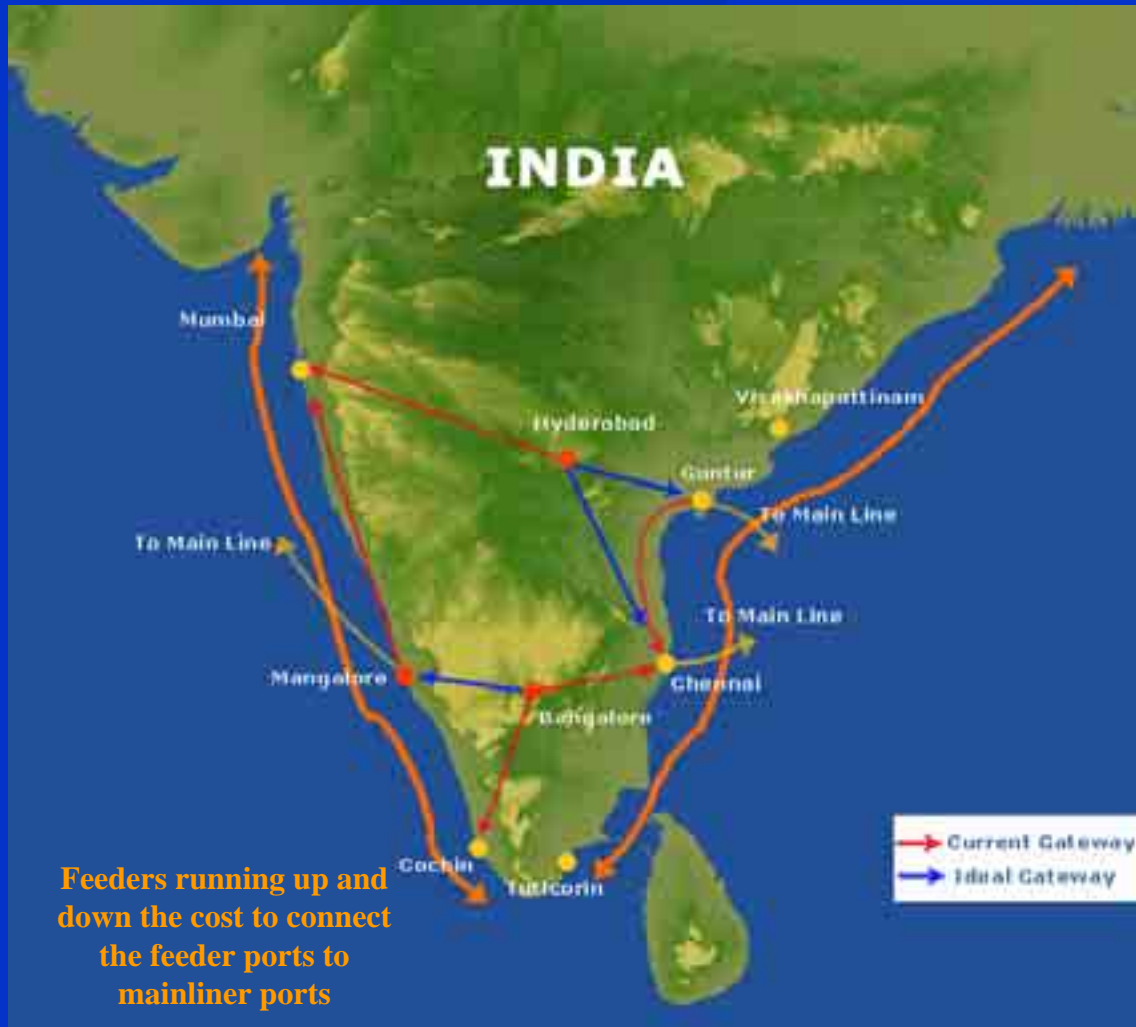 INDIA
Mumbai
Visakhapattinam
Hyderabad
Guntur
To Main Line
To Main Line
To Main Line
Mangalore
Chennai
Bangalore
Cochin
Tuticorin
Current Gateway
Ideal Gateway
Feeders running up and
down the cost to connect
the feeder ports to
mainliner ports